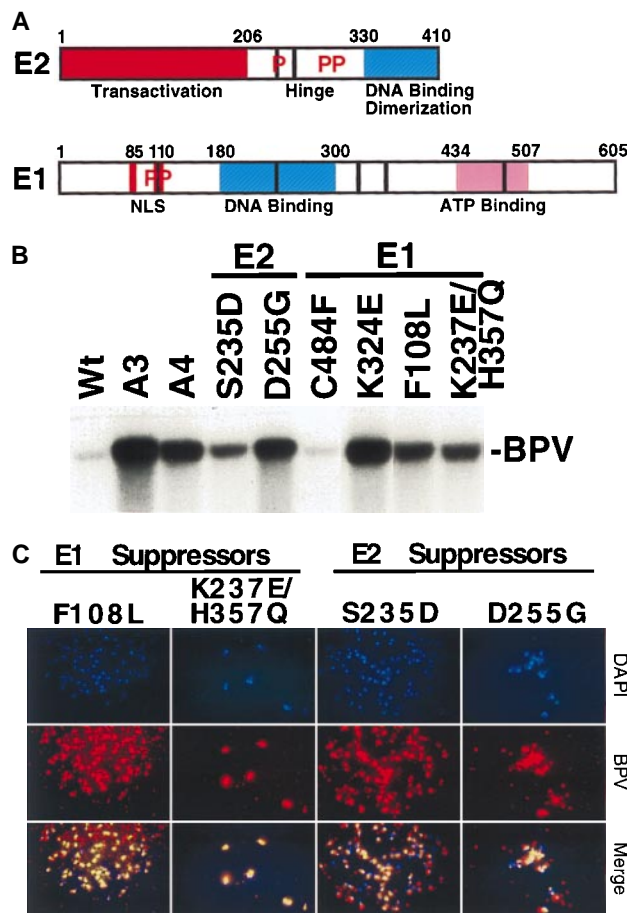 A
1 206 330 410
E2 P PP
Transactivation Hinge DNA Binding
Dimerization
1 85 110 180 300 434 507 605
E1 PP
NLS DNA Binding ATP Binding
B
E2 E1
Wt A3 A4 S235D D255G C484F K324E F108L K237E/
H357Q
-BPV
C
E1 Suppressors E2 Suppressors
K237E/
F108L H357Q S235D D255G
DAPI
BPV
Merge